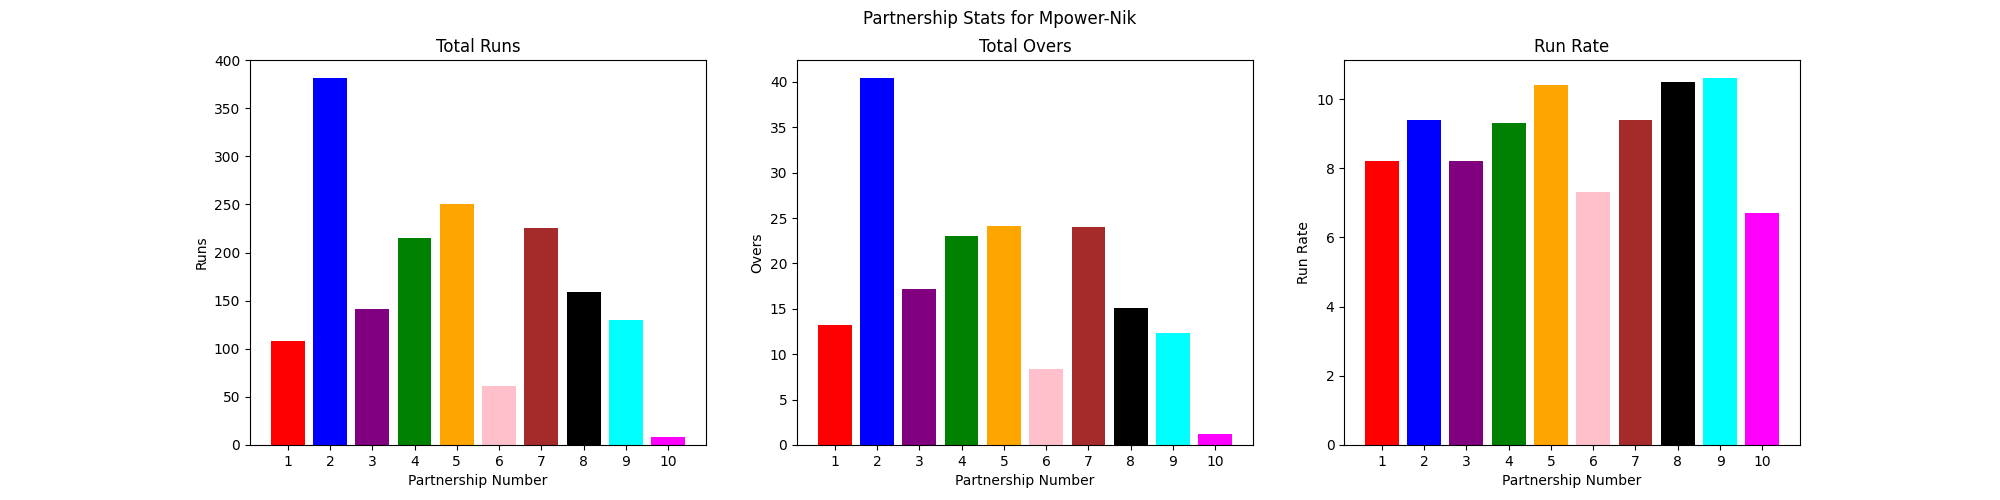 Partnership Stats for Mpower-Nik
Total Runs
400
350
300
250
200
150
100
50
0
Runs
1 2 3 4 5 6 7 8 9 10
Partnership Number
Total Overs
40
35
30
25
20
15
10
5
0
Overs
1 2 3 4 5 6 7 8 9 10
Partnership Number
Run Rate
10
8
6
4
2
0
Run Rate
1 2 3 4 5 6 7 8 9 10
Partnership Number